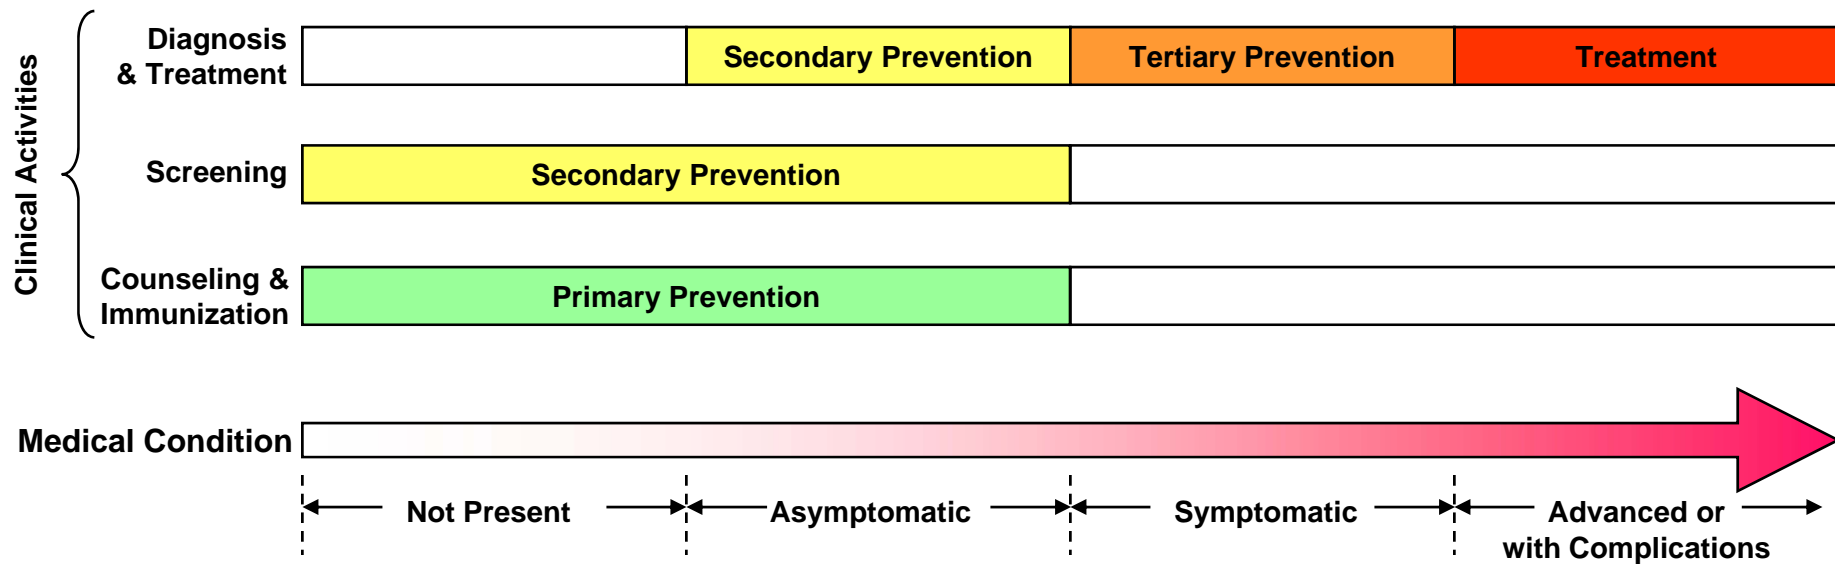 Clinical Activities
Diagnosis
& Treatment
Secondary Prevention
Tertiary Prevention
Treatment
Screening
Secondary Prevention
Counseling &
Immunization
Primary Prevention
Medical Condition
Not Present
Asymptomatic
Symptomatic
Advanced or
with Complications